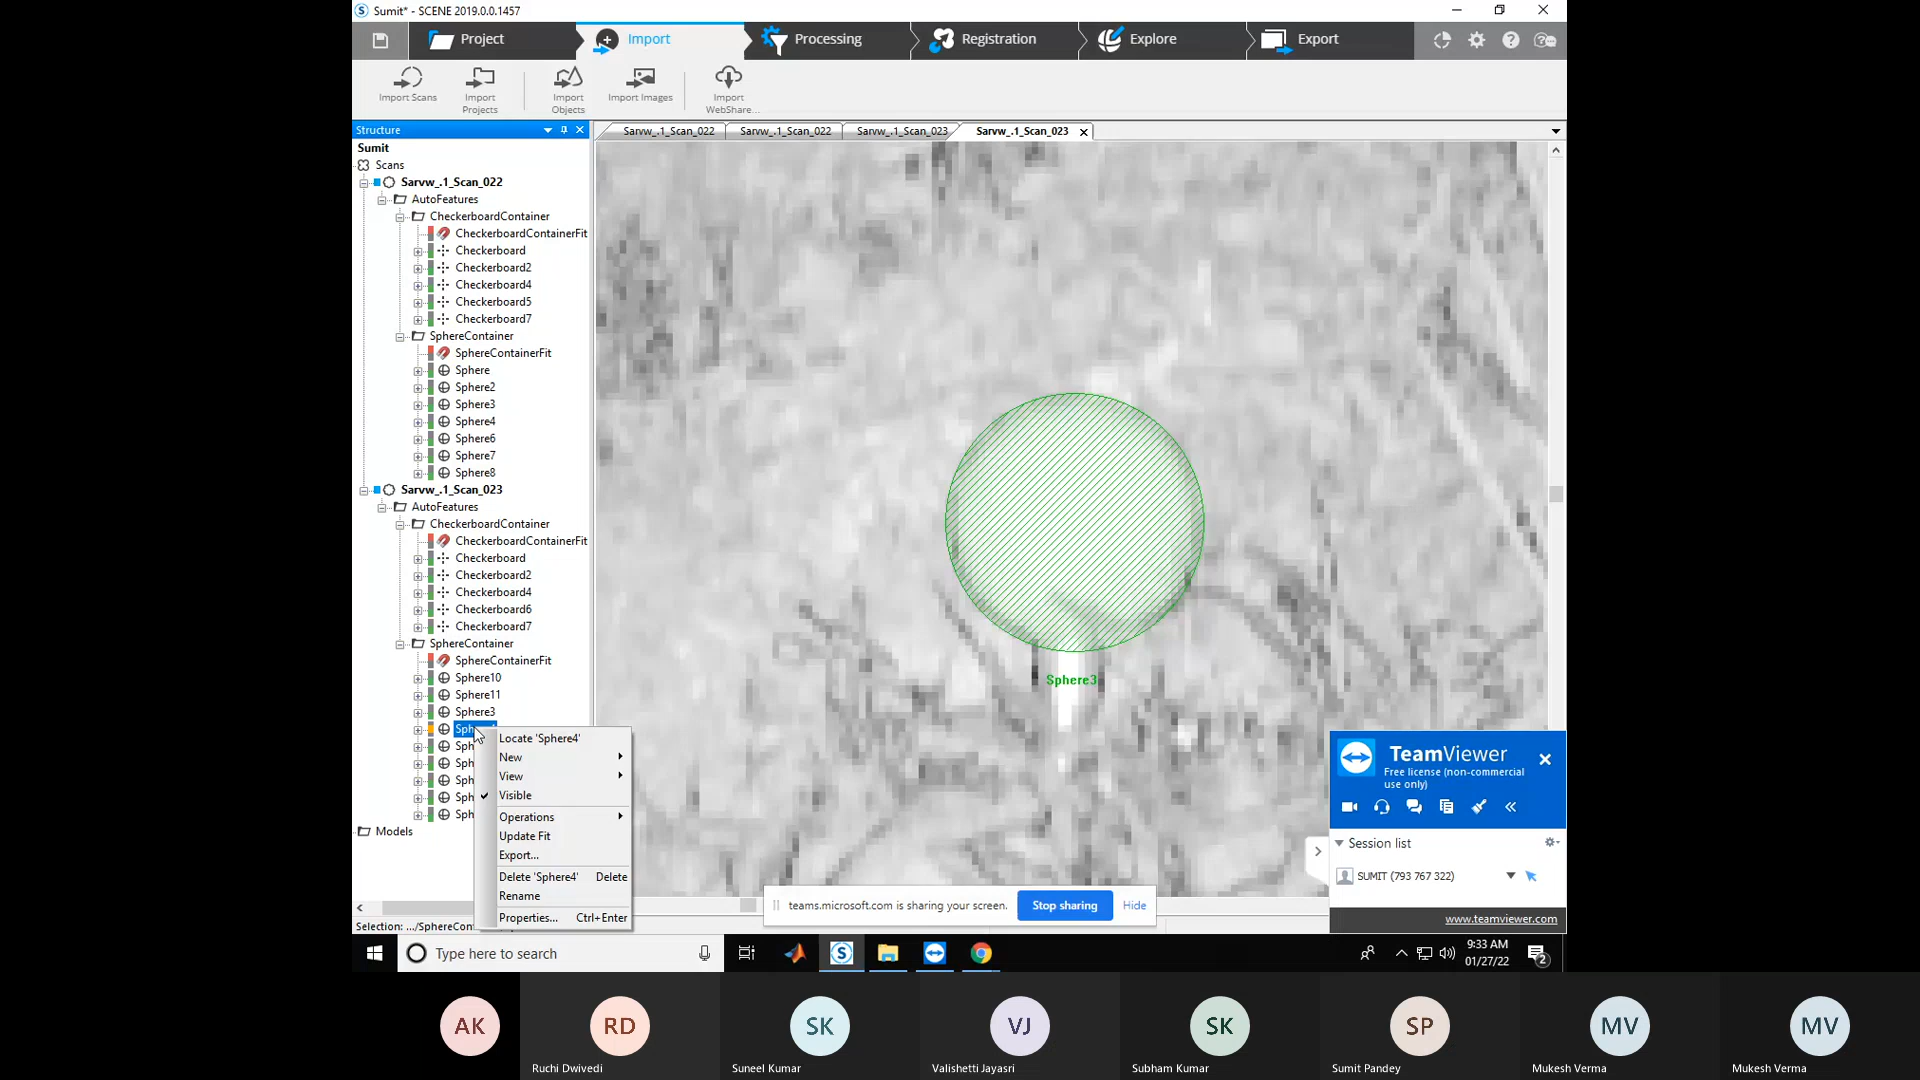 Sumit* - SCENE 2019.0.0.1457
Project
Import
Processing
Registration
Explore
Export
Import Scans
Import Projects
Import Objects
Import Images
Import WebShare...
Structure
Sarvw_.1_Scan_022
Sarvw_.1_Scan_022
Sarvw_.1_Scan_023
Sarvw_.1_Scan_023
Sumit
Scans
Sarvw_.1_Scan_022
AutoFeatures
CheckerboardContainer
CheckerboardContainerFit
Checkerboard
Checkerboard2
Checkerboard4
Checkerboard5
Checkerboard7
SphereContainer
SphereContainerFit
Sphere
Sphere2
Sphere3
Sphere4
Sphere6
Sphere7
Sphere8
Sarvw_.1_Scan_023
AutoFeatures
CheckerboardContainer
CheckerboardContainerFit
Checkerboard
Checkerboard2
Checkerboard4
Checkerboard6
Checkerboard7
SphereContainer
SphereContainerFit
Sphere10
Sphere11
Sphere3
Sph
Sph
Sph
Sph
Sph
Sph
Models
Locate 'Sphere4'
New
View
Visible
Operations
Update Fit
Export...
Delete 'Sphere4' Delete
Rename
Properties... Ctrl+Enter
Selection: .../SphereCon
Sphere3
teams.microsoft.com is sharing your screen.
Stop sharing
Hide
TeamViewer
Free license (non-commercial
use only)
Session list
SUMIT (793 767 322)
www.teamviewer.com
Type here to search
9:33 AM
01/27/22
2
AK
RD
SK
VJ
SK
SP
MV
MV
Ruchi Dwivedi
Suneel Kumar
Valishetti Jayasri
Subham Kumar
Sumit Pandey
Mukesh Verma
Mukesh Verma